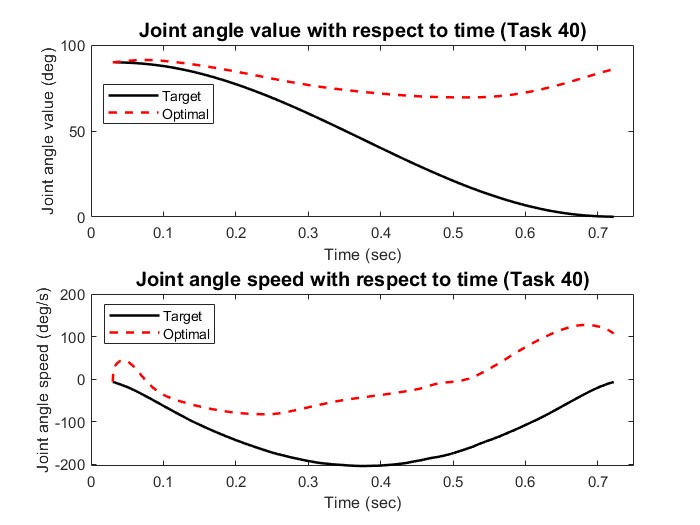 Joint angle value with respect to time (Task 40)
Joint angle value (deg)
100
50
0
Target
Optimal
0 0.1 0.2 0.3 0.4 0.5 0.6 0.7
Time (sec)
Joint angle speed with respect to time (Task 40)
Joint angle speed (deg/s)
200
100
0
-100
-200
Target
Optimal
0 0.1 0.2 0.3 0.4 0.5 0.6 0.7
Time (sec)